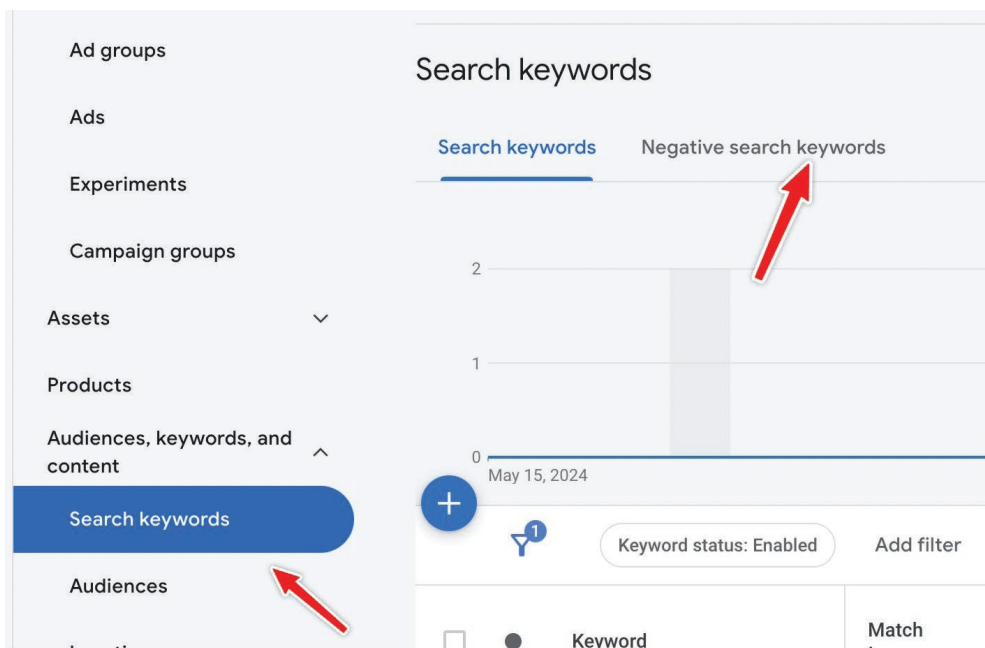 Ad groups
Ads
Experiments
Campaign groups
Assets
Products
Audiences, keywords, and
content
Search keywords
Audiences
Search keywords
Search keywords Negative search keywords
2
1
0
May 15, 2024
1
Keyword status: Enabled Add filter
Keyword
Match